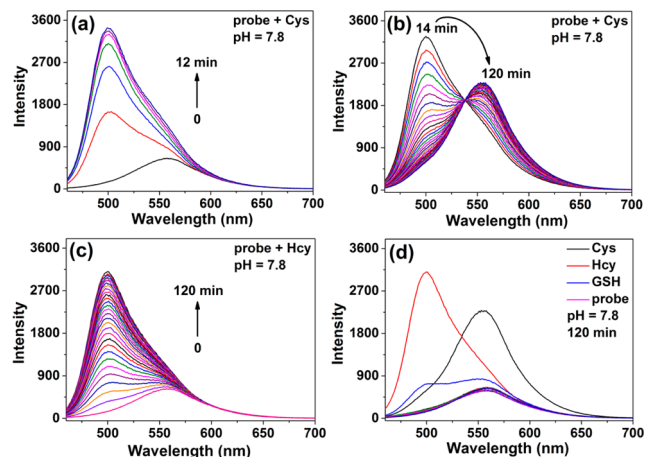 (a)
probe + Cys
pH = 7.8
12 min
0
3600
2700
1800
900
0
Intensity
500 550 600 650 700
Wavelength (nm)
(b)
probe + Cys
pH = 7.8
14 min
120 min
3600
2700
1800
900
0
Intensity
500 550 600 650 700
Wavelength (nm)
(c)
probe + Hcy
pH = 7.8
120 min
0
3600
2700
1800
900
0
Intensity
500 550 600 650 700
Wavelength (nm)
(d)
Cys
Hcy
GSH
probe
pH = 7.8
120 min
3600
2700
1800
900
0
Intensity
500 550 600 650 700
Wavelength (nm)